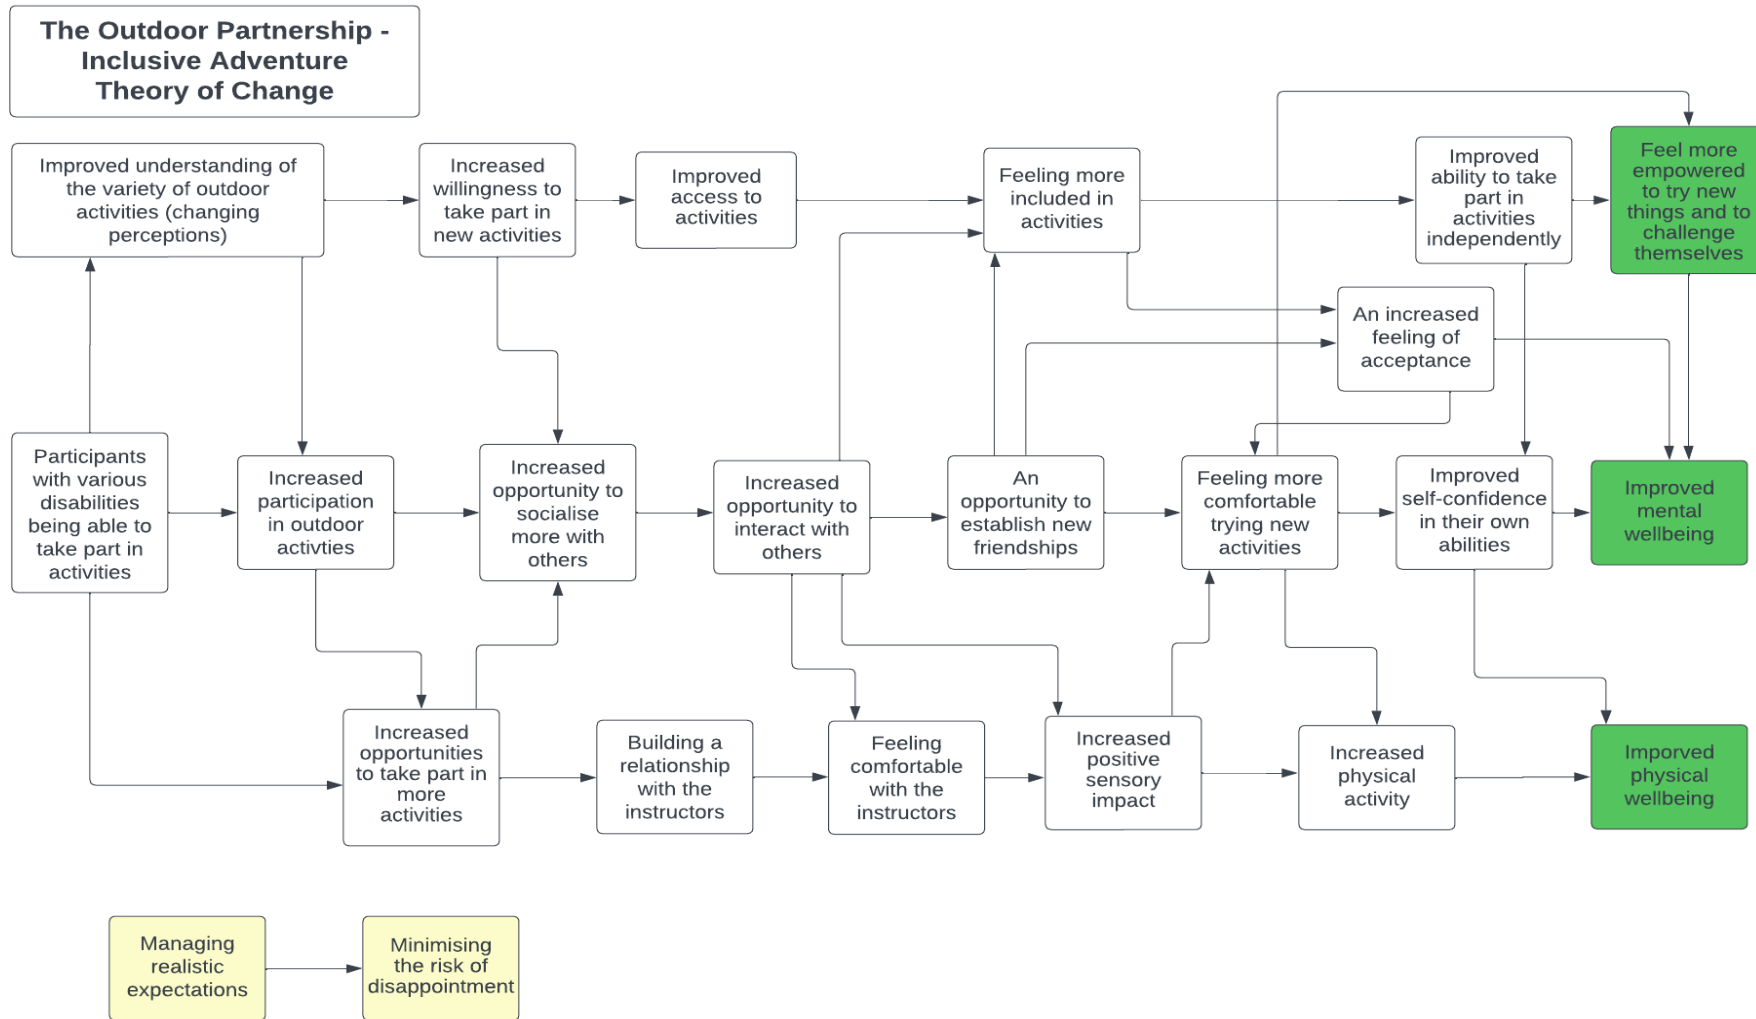 The Outdoor Partnership -
Inclusive Adventure
Theory of Change
Improved understanding of
the variety of outdoor
activities (changing
perceptions)
Increased
willingness to
take part in
new activities
Improved
access to
activities
Feeling more
included in
activities
Improved
ability to take
part in
activities
independently
Feel more
empowered
to try new
things and to
challenge
themselves
An increased
feeling of
acceptance
Participants
with various
disabilities
being able to
take part in
activities
Increased
participation
in outdoor
activties
Increased
opportunity to
socialise
more with
others
Increased
opportunity to
interact with
others
An
opportunity to
establish new
friendships
Feeling more
comfortable
trying new
activities
Improved
self-confidence
in their own
abilities
Improved
mental
wellbeing
Increased
opportunities
to take part in
more
activities
Building a
relationship
with the
instructors
Feeling
comfortable
with the
instructors
Increased
positive
sensory
impact
Increased
physical
activity
Imporved
physical
wellbeing
Managing
realistic
expectations
Minimising
the risk of
disappointment